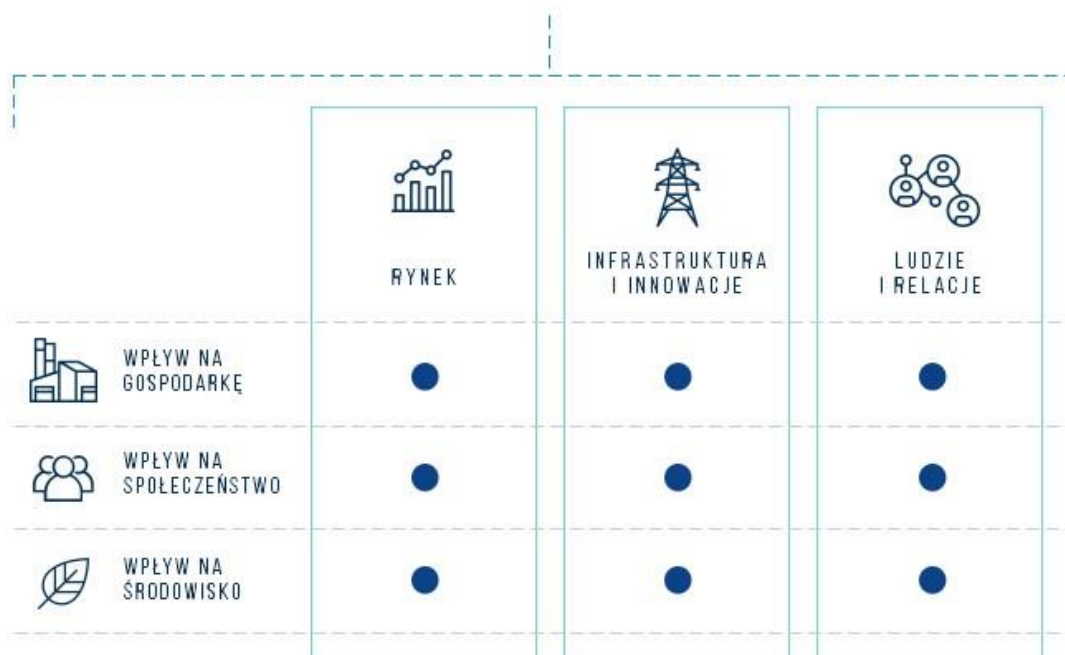 RYNEK
INFRASTRUKTURA
I INNOWACJE
LUDZIE
I RELACJE
WPŁYW NA
GOSPODARKĘ
WPŁYW NA
SPOŁECZEŃSTWO
WPŁYW NA
ŚRODOWISKO